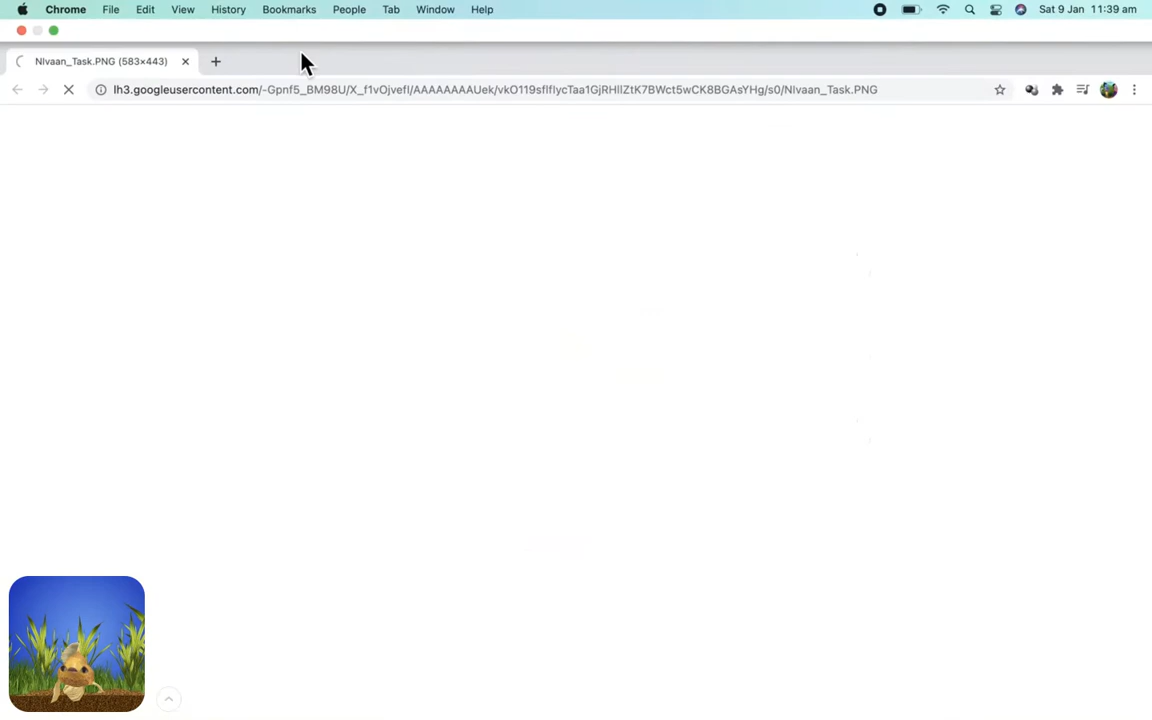 Chrome File Edit View History Bookmarks People Tab Window Help Sat 9 Jan 11:39 am
NIvaan_Task.PNG (583×443)
lh3.googleusercontent.com/-Gpnf5_BM98U/X_f1vOjvefI/AAAAAAAAUek/vkO119sflfIycTaa1GjRHIlZtK7BWct5wCK8BGAsYHg/s0/NIvaan_Task.PNG